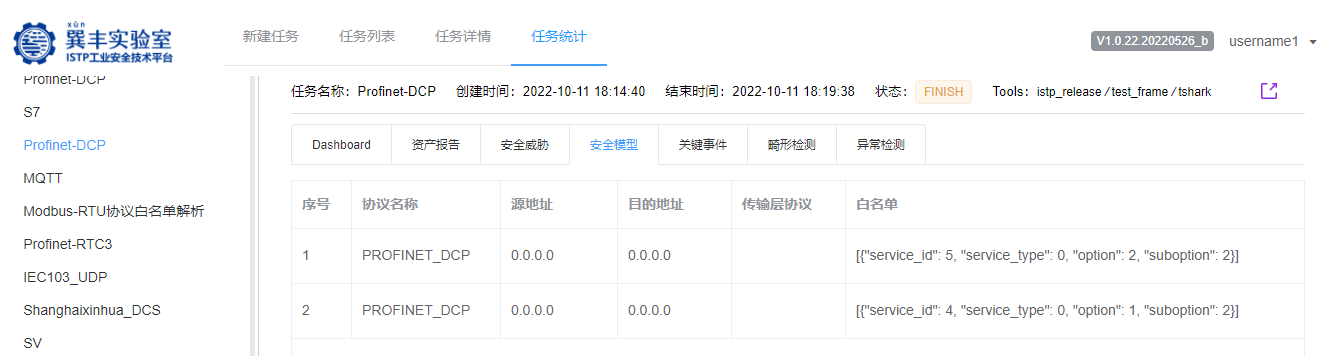 xùn
巽丰实验室
ISTP工业安全技术平台
新建任务 任务列表 任务详情 任务统计
V1.0.22.20220526_b username1
Profinet-DCP
S7
Profinet-DCP
MQTT
Modbus-RTU协议白名单解析
Profinet-RTC3
IEC103_UDP
Shanghaixinhua_DCS
SV
任务名称：Profinet-DCP 创建时间：2022-10-11 18:14:40 结束时间：2022-10-11 18:19:38 状态： FINISH Tools： istp_release / test_frame / tshark
Dashboard 资产报告 安全威胁 安全模型 关键事件 畸形检测 异常检测
序号 协议名称 源地址 目的地址 传输层协议 白名单
1 PROFINET_DCP 0.0.0.0 0.0.0.0 [{"service_id": 5, "service_type": 0, "option": 2, "suboption": 2}]
2 PROFINET_DCP 0.0.0.0 0.0.0.0 [{"service_id": 4, "service_type": 0, "option": 1, "suboption": 2}]